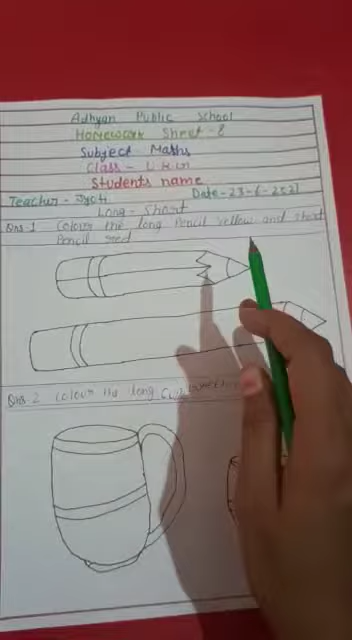 Adhyan Public School
Homework Sheet-8
Subject Maths
Class - L.K.G
Students name
Teacher - Jyoti Date - 23-6-2021
Long - Short
Qns.1 Colour the long Pencil yellow and short
Pencil
Qns.2 Colour the long